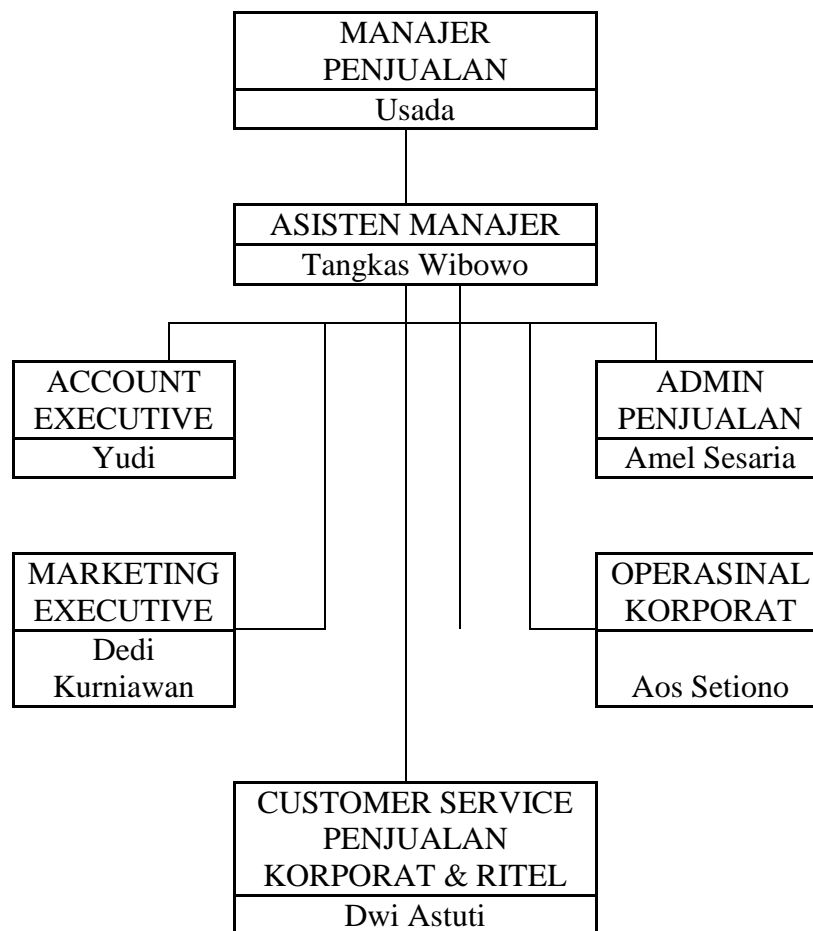 MANAJER
PENJUALAN
Usada
ASISTEN MANAJER
Tangkas Wibowo
ACCOUNT
EXECUTIVE
Yudi
ADMIN
PENJUALAN
Amel Sesaria
MARKETING
EXECUTIVE
Dedi
Kurniawan
OPERASINAL
KORPORAT
Aos Setiono
CUSTOMER SERVICE
PENJUALAN
KORPORAT & RITEL
Dwi Astuti